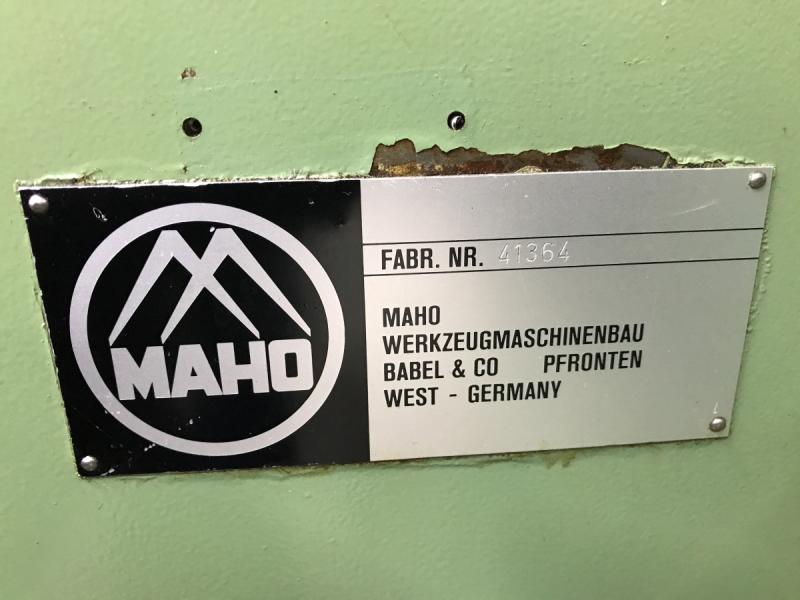 MAHO
FABR. NR. 41364
MAHO
WERKZEUGMASCHINENBAU
BABEL & CO PFRONTEN
WEST - GERMANY